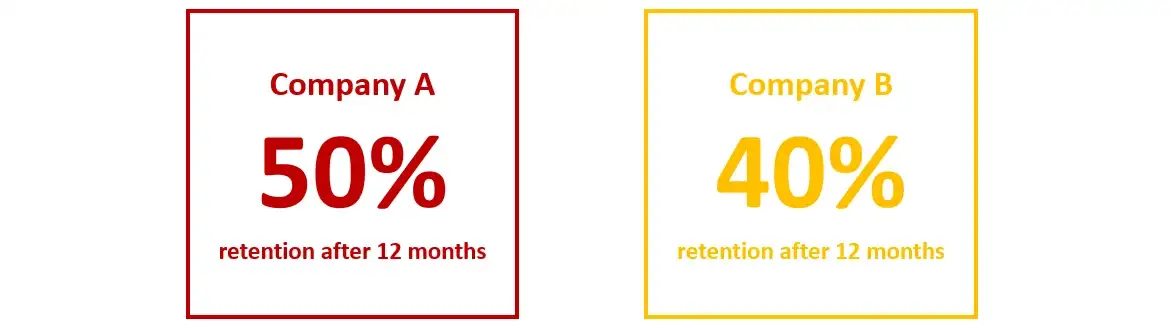 Company A
50%
retention after 12 months
Company B
40%
retention after 12 months